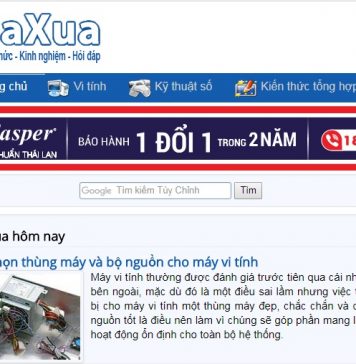 aXua
hức - Kinh nghiệm - Hỏi đáp
g chủ Vi tính Kỹ thuật số Kiến thức tổng hợp
asper
HUẨN THÁI LAN
BẢO HÀNH 1 ĐỔI 1 TRONG 2 NĂM
18
Google Tìm kiếm Tùy Chỉnh Tìm
ua hôm nay
họn thùng máy và bộ nguồn cho máy vi tính
Máy vi tính thường được đánh giá trước tiên qua cái nh
bên ngoài, mặc dù đó là một điều sai lầm nhưng việc t
bị cho máy vi tính một thùng máy đẹp, chắc chắn và c
nguồn tốt là điều nên làm vì chúng sẽ góp phần mang l
hoạt động ổn định cho toàn bộ hệ thống.